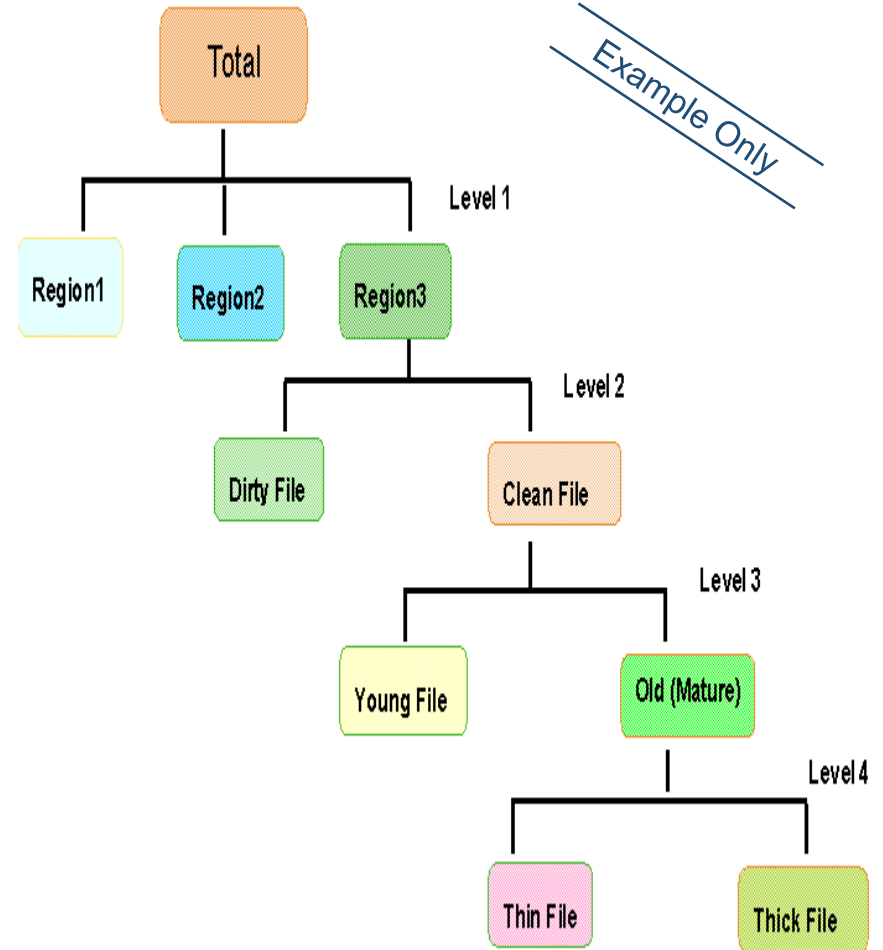 Total
Example Only
Level 1
Region1
Region2
Region3
Level 2
Dirty File
Clean File
Level 3
Young File
Old (Mature)
Level 4
Thin File
Thick File